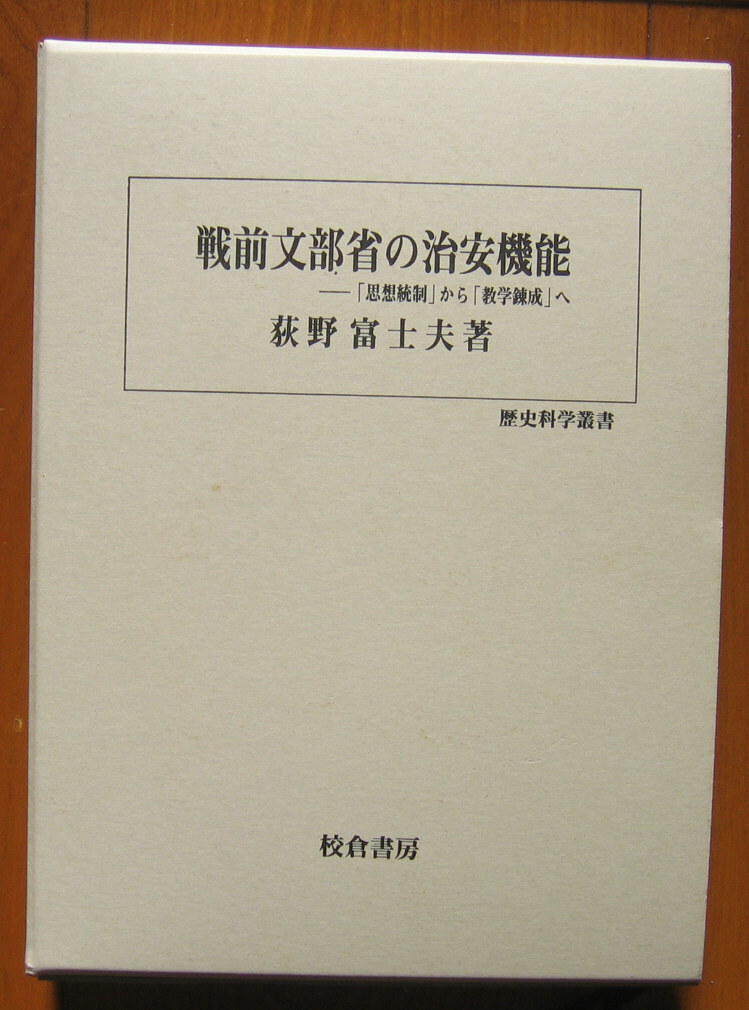 戦前文部省の治安機能
──「思想統制」から「教学錬成」へ
荻野富士夫著
歴史科学叢書
校倉書房